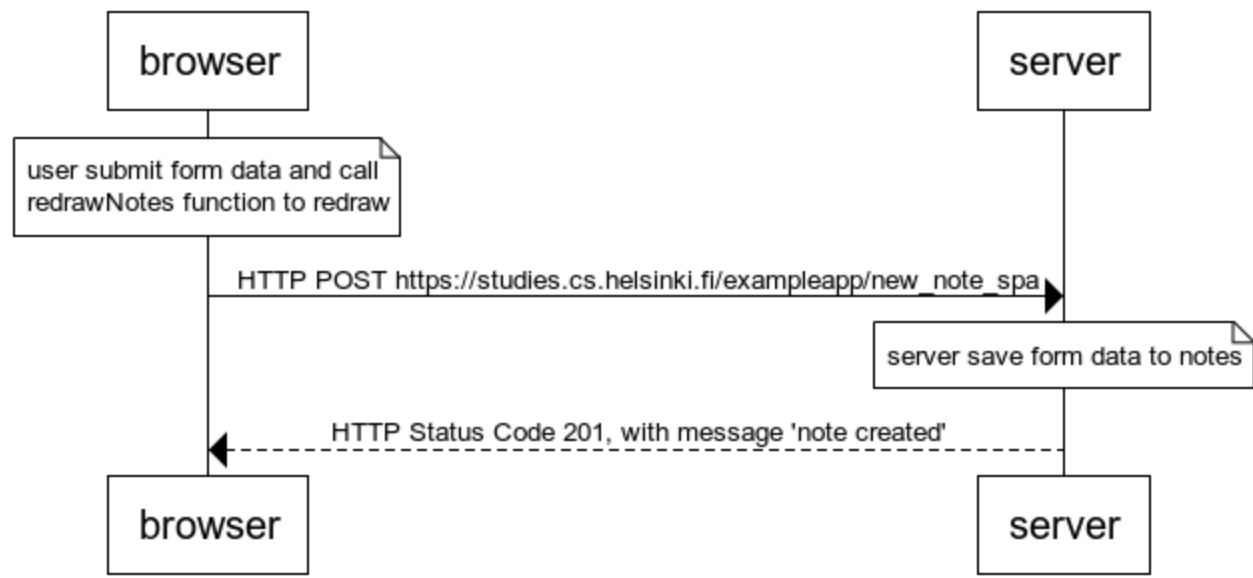 browser
server
user submit form data and call
redrawNotes function to redraw
HTTP POST https://studies.cs.helsinki.fi/exampleapp/new_note_spa
server save form data to notes
HTTP Status Code 201, with message 'note created'
browser
server